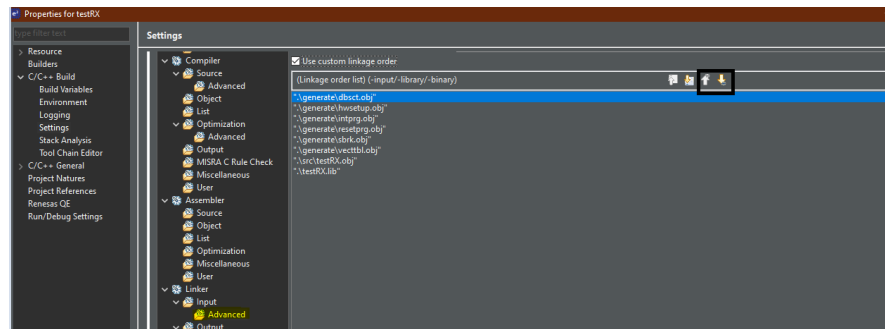 Properties for testRX
type filter text
Resource
Builders
C/C++ Build
Build Variables
Environment
Logging
Settings
Stack Analysis
Tool Chain Editor
C/C++ General
Project Natures
Project References
Renesas QE
Run/Debug Settings
Settings
Compiler
Source
Advanced
Object
List
Optimization
Advanced
Output
MISRA C Rule Check
Miscellaneous
User
Assembler
Source
Object
List
Optimization
Miscellaneous
User
Linker
Input
Advanced
Output
Use custom linkage order
(Linkage order list) (-input/-library/-binary)
".\generate\dbsct.obj"
".\generate\hwsetup.obj"
".\generate\intprg.obj"
".\generate\resetprg.obj"
".\generate\sbrk.obj"
".\generate\vecttbl.obj"
".\src\testRX.obj"
".\testRX.lib"